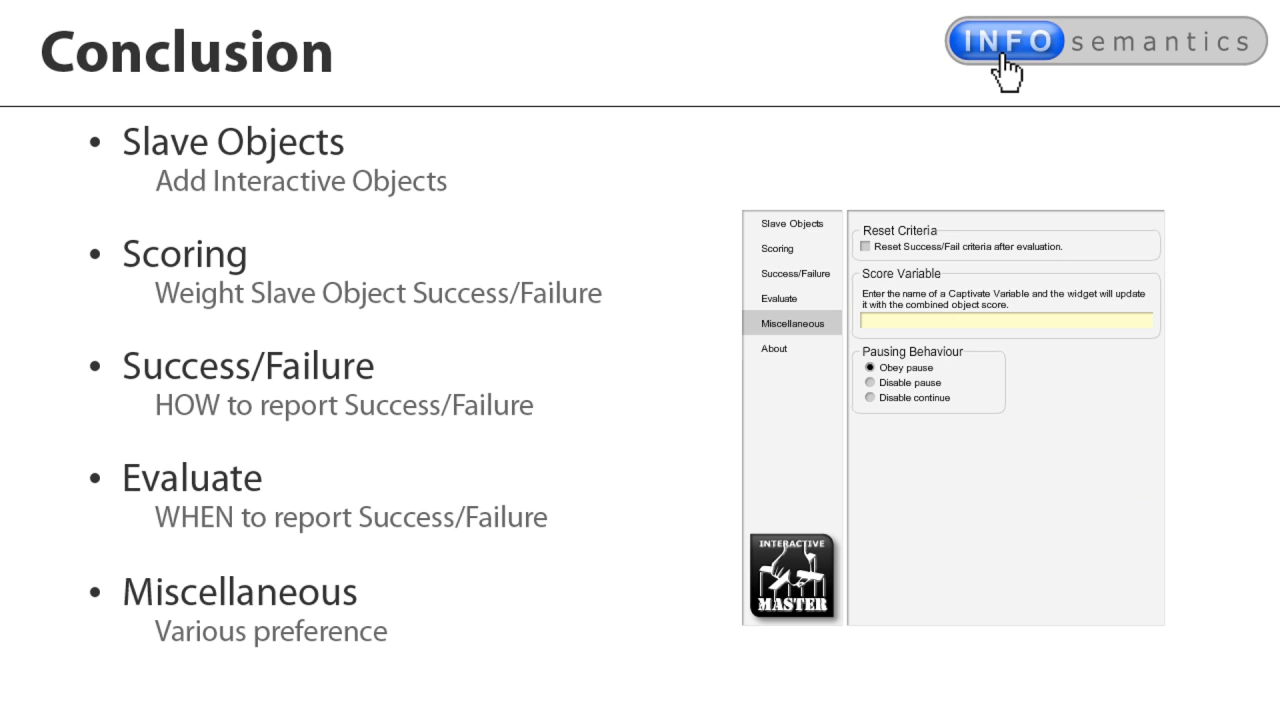 Conclusion
INFO semantics
• Slave Objects
Add Interactive Objects
• Scoring
Weight Slave Object Success/Failure
• Success/Failure
HOW to report Success/Failure
• Evaluate
WHEN to report Success/Failure
• Miscellaneous
Various preference
Slave Objects
Scoring
Success/Failure
Evaluate
Miscellaneous
About
INTERACTIVE
MASTER
Reset Criteria
Reset Success/Fail criteria after evaluation.
Score Variable
Enter the name of a Captivate Variable and the widget will update
it with the combined object score.
Pausing Behaviour
Obey pause
Disable pause
Disable continue